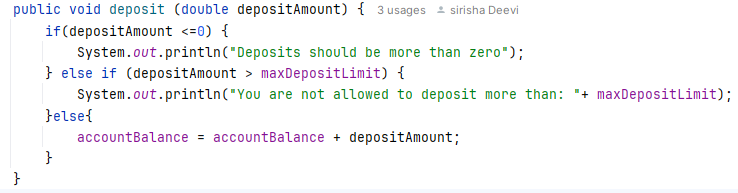 public void deposit (double depositAmount) { 3 usages sirisha Deevi
    if(depositAmount <=0) {
        System.out.println("Deposits should be more than zero");
    } else if (depositAmount > maxDepositLimit) {
        System.out.println("You are not allowed to deposit more than: "+ maxDepositLimit);
    }else{
        accountBalance = accountBalance + depositAmount;
    }
}